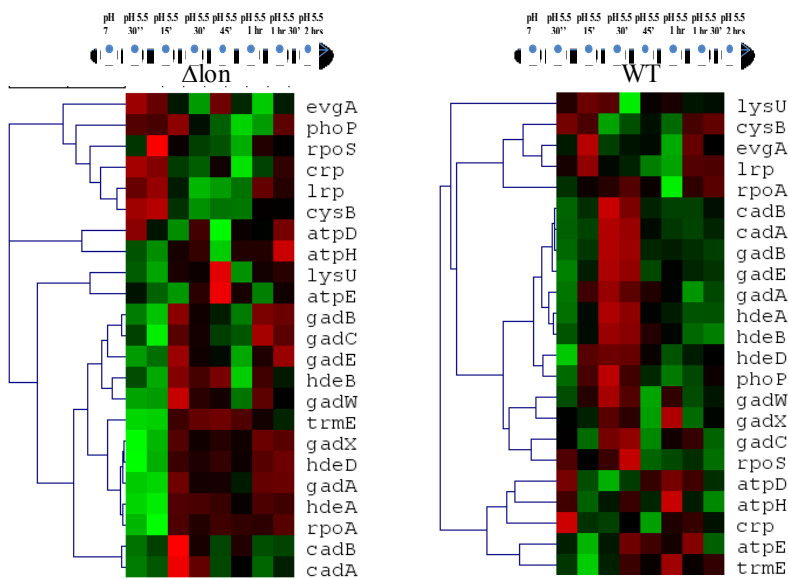 pH pH 5.5 pH 5.5 pH 5.5 pH 5.5 pH 5.5 pH 5.5 pH 5.5
7 30’’ 15’ 30’ 45’ 1 hr 1 hr 30’ 2 hrs
Δlon
evgA
phoP
rpoS
crp
lrp
cysB
atpD
atpH
lysU
atpE
gadB
gadC
gadE
hdeB
gadW
trmE
gadX
hdeD
gadA
hdeA
rpoA
cadB
cadA
pH pH 5.5 pH 5.5 pH 5.5 pH 5.5 pH 5.5 pH 5.5 pH 5.5
7 30’’ 15’ 30’ 45’ 1 hr 1 hr 30’ 2 hrs
WT
lysU
cysB
evgA
lrp
rpoA
cadB
cadA
gadB
gadE
gadA
hdeA
hdeB
hdeD
phoP
gadW
gadX
gadC
rpoS
atpD
atpH
crp
atpE
trmE